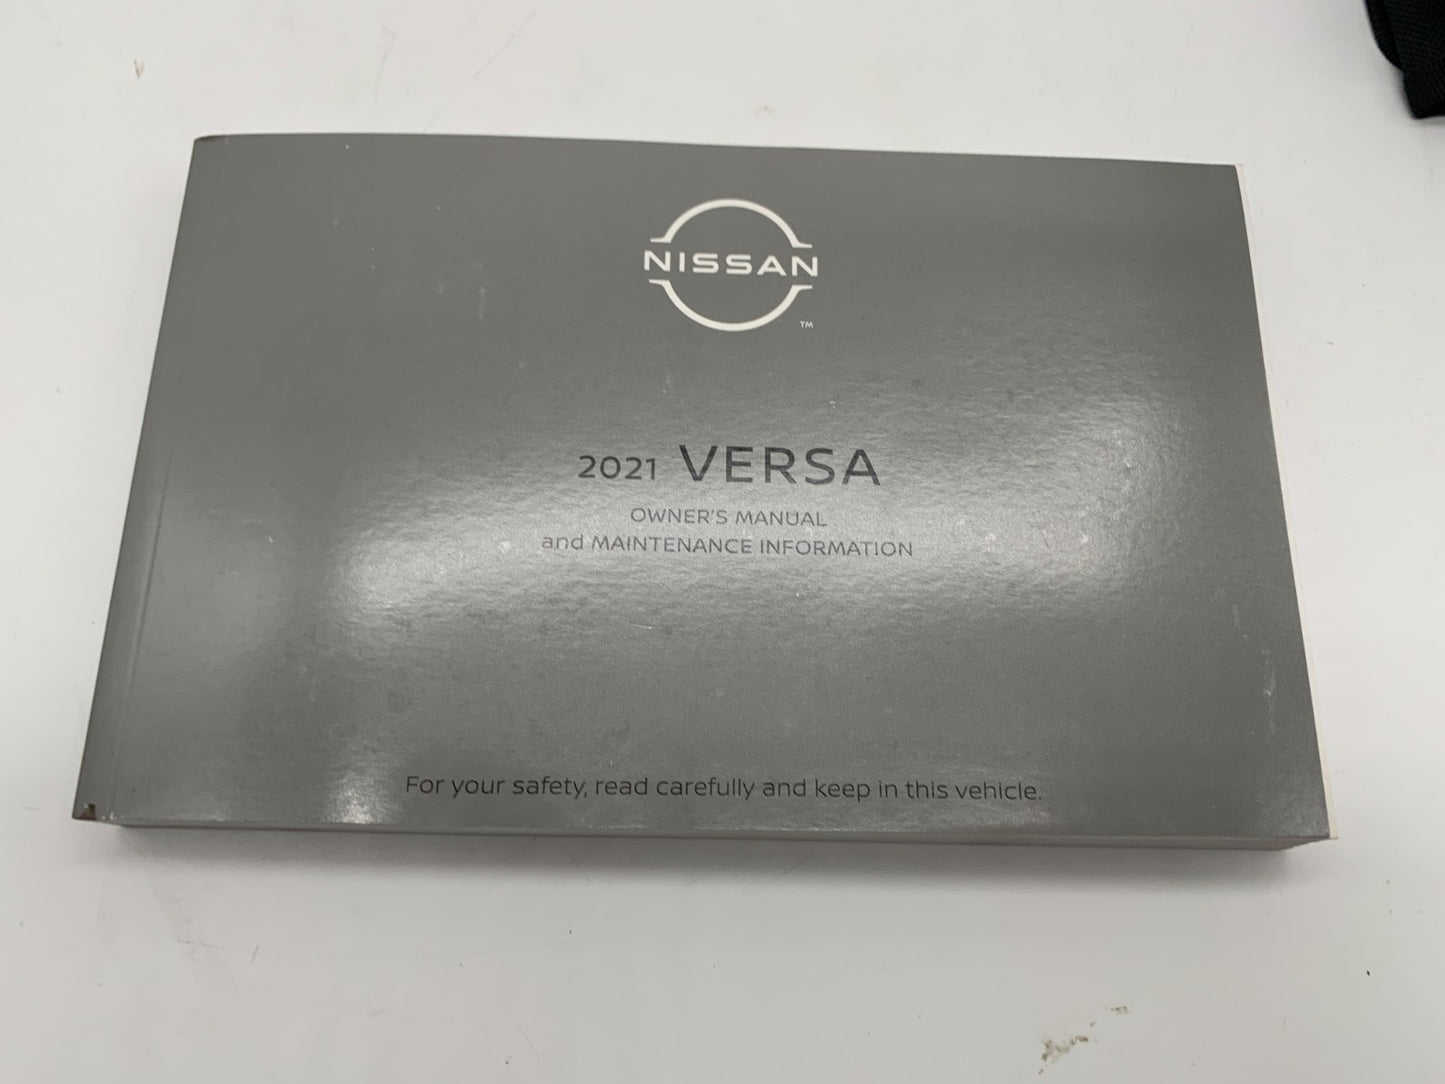 NISSAN
TM
2021 VERSA
OWNER'S MANUAL
and MAINTENANCE INFORMATION
For your safety, read carefully and keep in this vehicle.